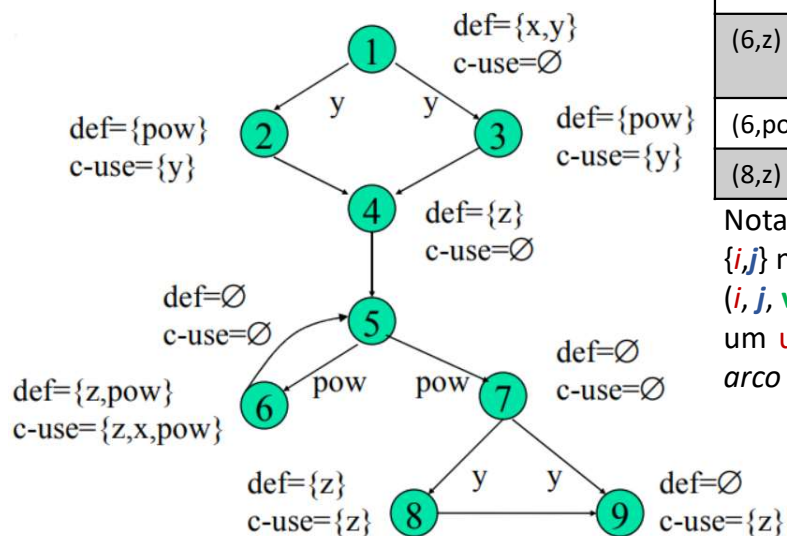 def={x,y}
c-use=∅
1
y
y
def={pow}
c-use={y}
2
3
def={pow}
c-use={y}
4
def={z}
c-use=∅
def=∅
c-use=∅
5
pow
pow
def={z,pow}
c-use={z,x,pow}
6
7
def=∅
c-use=∅
y
y
def={z}
c-use={z}
8
9
def=∅
c-use={z}
(6,z)
(6,po
(8,z)
Nota
{i,j} n
(i, j, v
um u
arco